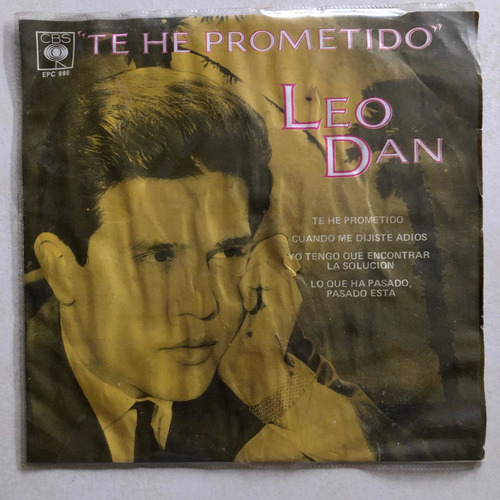 CBS
EPC 998
"TE HE PROMETIDO"
LEO
DAN
TE HE PROMETIDO
CUANDO ME DIJISTE ADIOS
YO TENGO QUE ENCONTRAR
LA SOLUCION
LO QUE HA PASADO,
PASADO ESTA